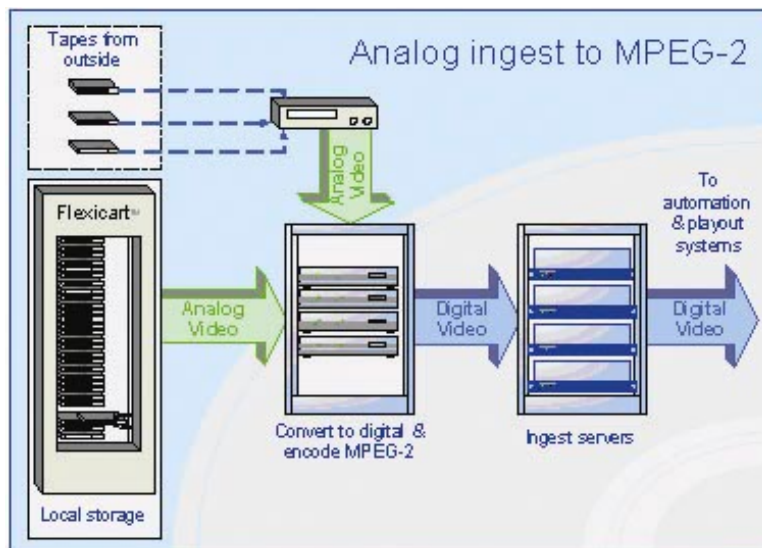 Tapes from
outside
Analog ingest to MPEG-2
Analog
Video
Flexicart™
To
automation
& playout
systems
Analog
Video
Digital
Video
Digital
Video
Convert to digital &
encode MPEG-2
Ingest servers
Local storage